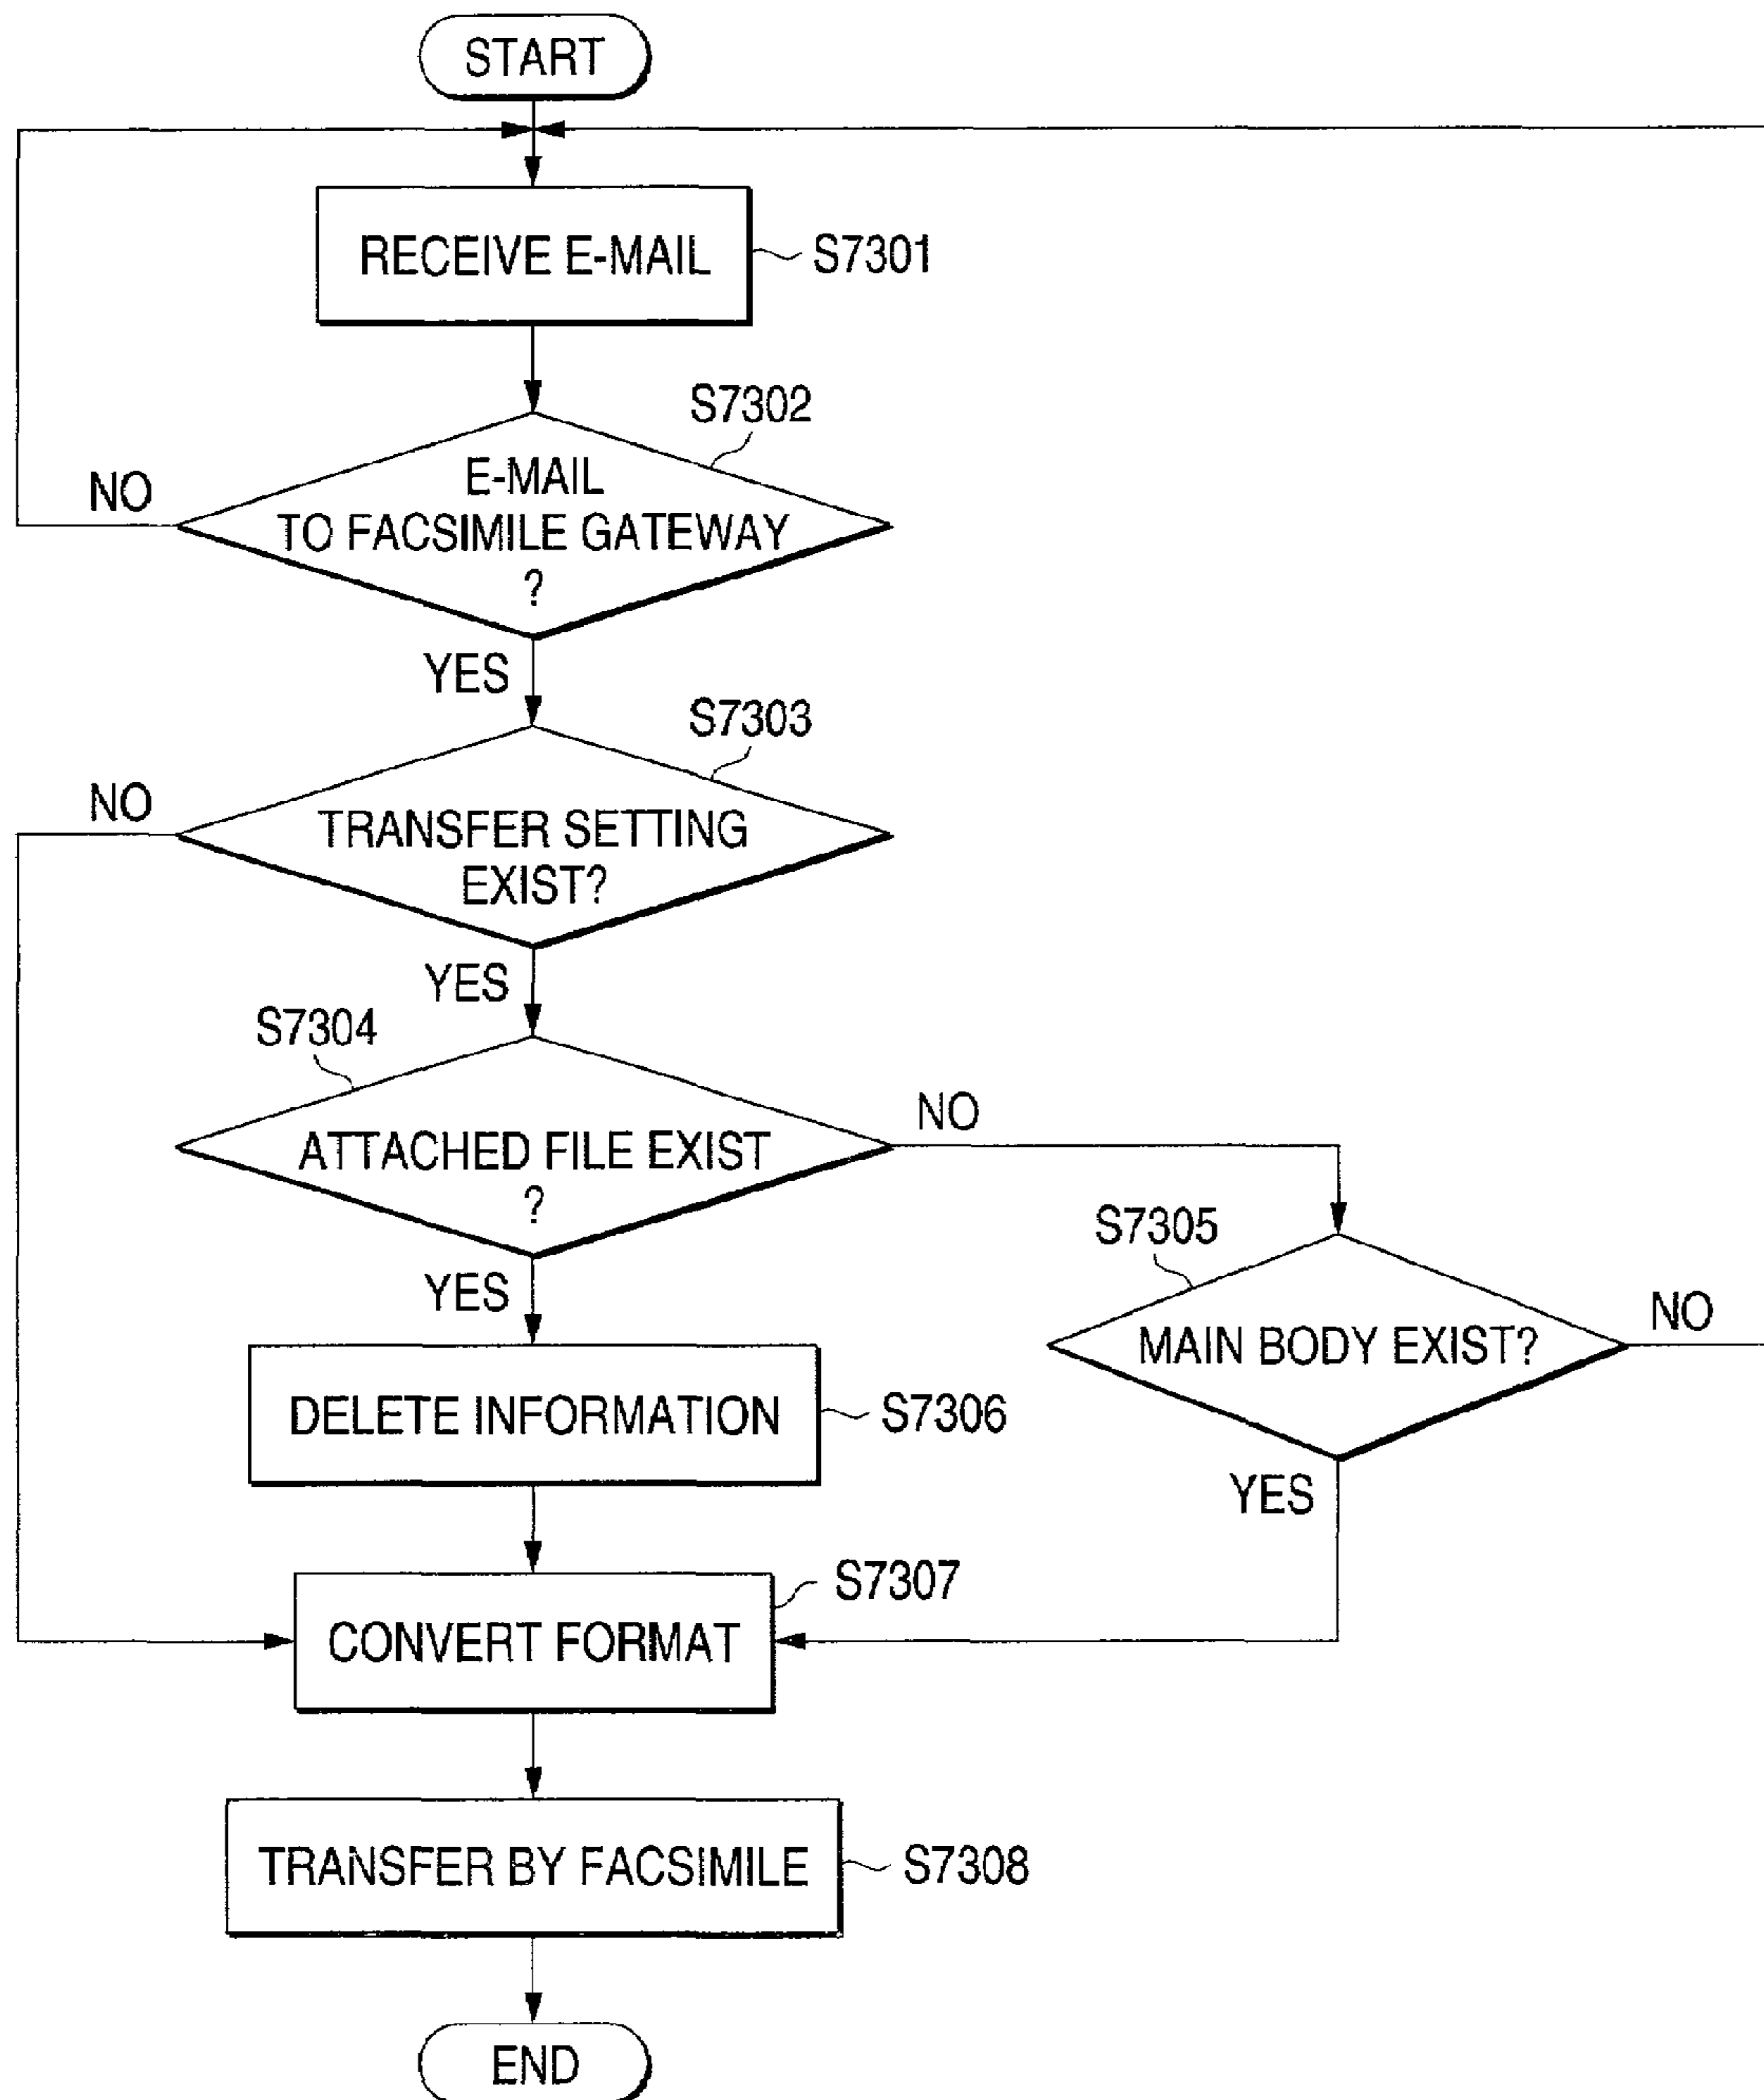 START
RECEIVE E-MAIL
S7301
S7302
E-MAIL
TO FACSIMILE GATEWAY
?
NO
YES
S7303
TRANSFER SETTING
EXIST?
NO
YES
S7304
ATTACHED FILE EXIST
?
NO
YES
S7305
MAIN BODY EXIST?
NO
YES
DELETE INFORMATION
S7306
CONVERT FORMAT
S7307
TRANSFER BY FACSIMILE
S7308
END